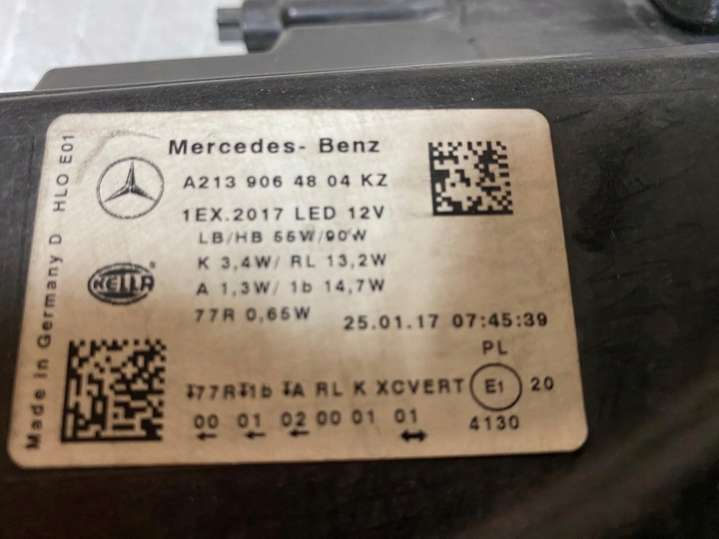 Mercedes- Benz
A213 906 48 04 KZ
1EX.2017 LED 12V
LB/HB 55W/90W
K 3,4W/ RL 13,2W
A 1,3W/ 1b 14,7W
77R 0,65W
25.01.17 07:45:39
PL
77R 1b A RL K XCVERT E1 20
00 01 02 00 01 01
4130
HELLA
Made in Germany D HLO E01